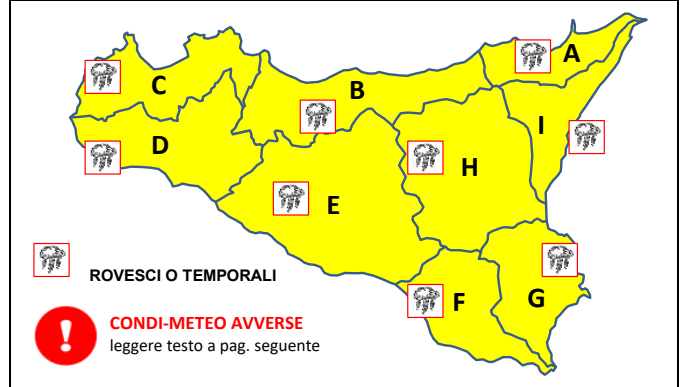 A
C
B
I
D
H
E
ROVESCI O TEMPORALI
F
G
CONDI-METEO AVVERSE
leggere testo a pag. seguente